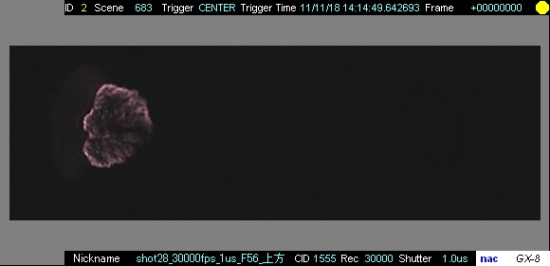 ID 2 Scene 683 Trigger CENTER Trigger Time 11/11/18 14:14:49.642693 Frame +00000000
Nickname shot28_30000fps_1us_F56_上方 CID 1555 Rec 30000 Shutter 1.0us nac GX-8